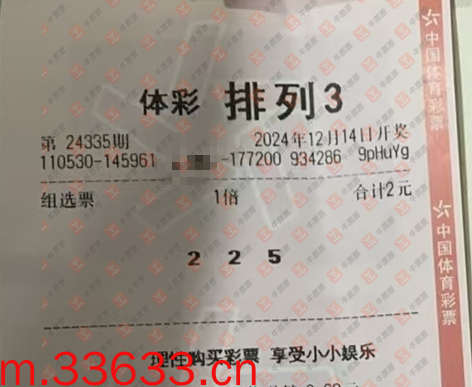 体彩 排列3
第 24335期 2024年12月14日开奖
110530-145961 -177200 934286 9pHuYg
组选票 1倍 合计2元
2 2 5
理性购买彩票 享受小小娱乐
m.33633.cn
中国体育彩票
中国体育彩票